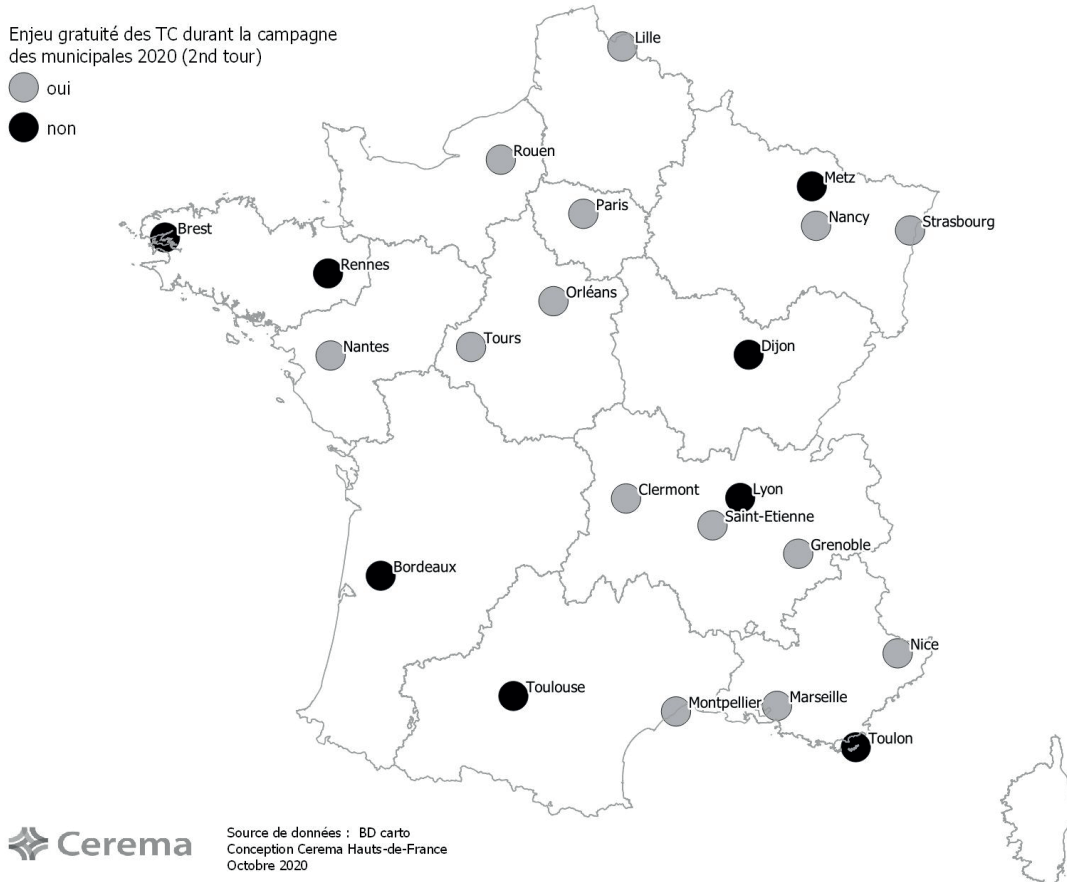 Enjeu gratuité des TC durant la campagne
des municipales 2020 (2nd tour)
oui
non
Lille
Rouen
Metz
Paris
Nancy
Strasbourg
Brest
Rennes
Orléans
Tours
Nantes
Dijon
Clermont
Lyon
Saint-Etienne
Grenoble
Bordeaux
Nice
Toulouse
Montpellier
Marseille
Toulon
Cerema
Source de données : BD carto
Conception Cerema Hauts-de-France
Octobre 2020